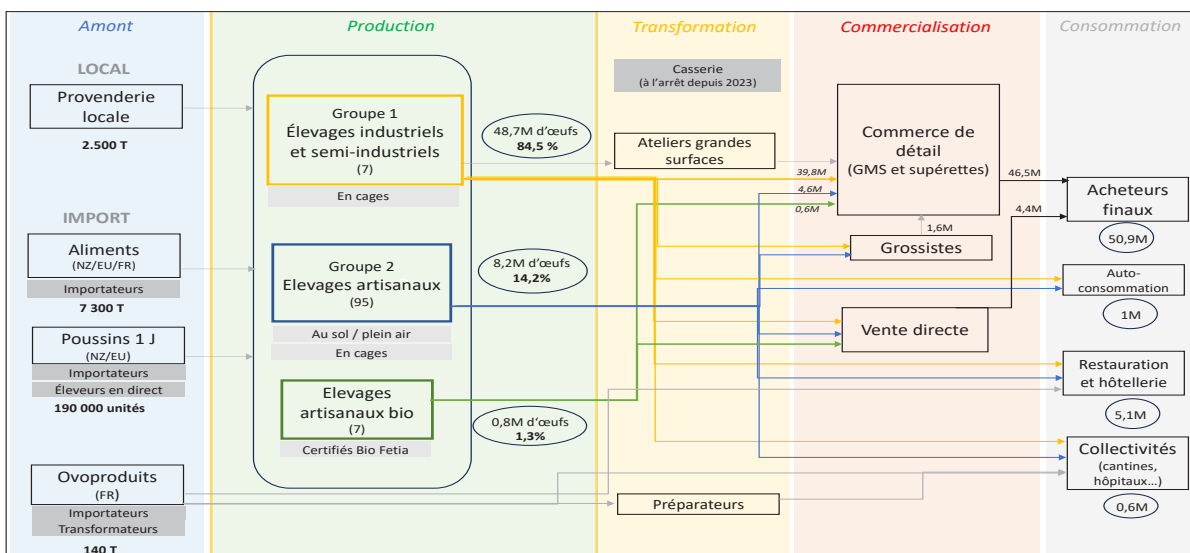 Amont
LOCAL
Provenderie
locale
2.500 T
IMPORT
Aliments
(NZ/EU/FR)
Importateurs
7 300 T
Poussins 1 J
(NZ/EU)
Importateurs
Éleveurs en direct
190 000 unités
Ovoproduits
(FR)
Importateurs
Transformateurs
140 T
Production
Groupe 1
Élevages industriels
et semi-industriels
(7)
En cages
48,7M d'œufs
84,5 %
Groupe 2
Elevages artisanaux
(95)
Au sol / plein air
En cages
8,2M d'œufs
14,2%
Elevages
artisanaux bio
(7)
Certifiés Bio Fetia
0,8M d'œufs
1,3%
Transformation
Casserie
(à l'arrêt depuis 2023)
Ateliers grandes
surfaces
Préparateurs
Commercialisation
39,8M
4,6M
0,6M
Commerce de
détail
(GMS et supérettes)
1,6M
Grossistes
Vente directe
46,5M
4,4M
Consommation
Acheteurs
finaux
50,9M
Auto-
consommation
1M
Restauration
et hôtellerie
5,1M
Collectivités
(cantines,
hôpitaux...)
0,6M